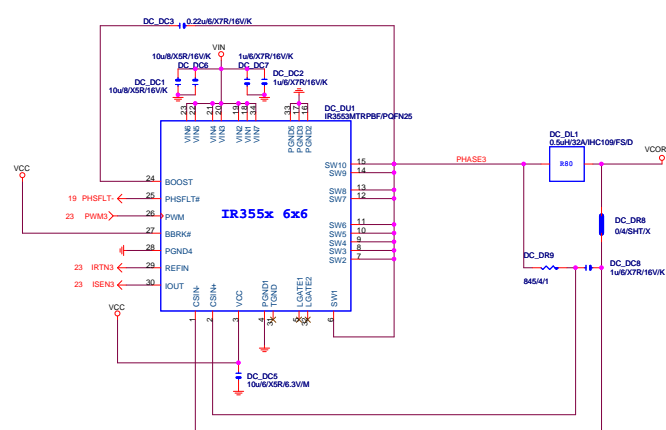 DC_DC3 0.22u/6/X7R/16V/K
VIN
10u/8/X5R/16V/K 1u/6/X7R/16V/K
DC_DC6 DC_DC7
DC_DC1 DC_DC2
10u/8/X5R/16V/K 1u/6/X7R/16V/K
DC_DU1
IR3553MTRPBF/PQFN25
23 22 21 20 19 18 34 33 17 16
VIN6 VIN5 VIN4 VIN3 VIN2 VIN1 VIN7 PGND5 PGND3 PGND2
DC_DL1
0.5uH/32A/IHC109/FS/D
R80
VCOR
PHASE3
VCC
SW10 15
SW9 14
24 BOOST
SW8 13
19 PHSFLT- 25 PHSFLT#
SW7 12
23 PWM3 26 PWM
IR355x 6x6
SW6 11
27 BBRK#
SW5 10
SW4 9
28 PGND4
SW3 8
SW2 7
23 IRTN3 29 REFIN
23 ISEN3 30 IOUT
DC_DR8
0/4/SHT/X
DC_DR9
845/4/1
DC_DC8
1u/6/X7R/16V/K
CSIN- CSIN+ VCC PGND1 TGND LGATE1 LGATE2 SW1
1 2 3 4 31 5 32 6
VCC
DC_DC5
10u/6/X5R/6.3V/M